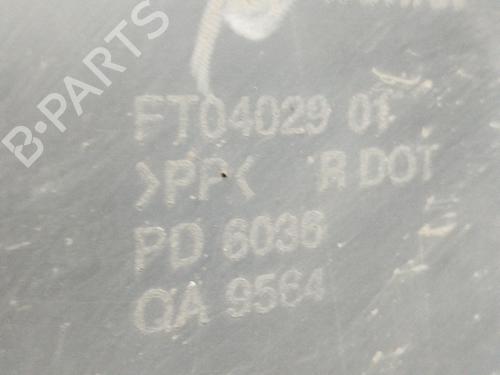 B-PARTS
FT04029 01
>PP< R DOT
PD 6036
QA 9564